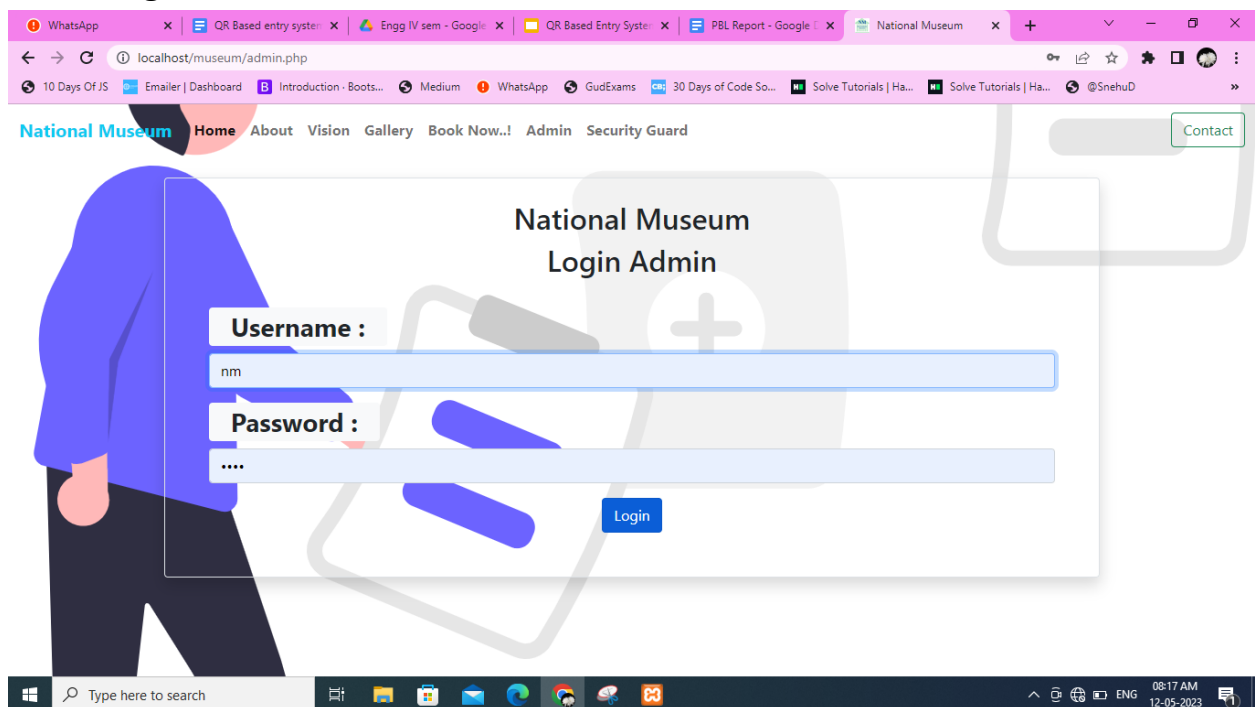 WhatsApp QR Based entry system Engg IV sem - Google QR Based Entry System PBL Report - Google D National Museum
localhost/museum/admin.php
10 Days Of JS Emailer | Dashboard Introduction · Boots... Medium WhatsApp GudExams 30 Days of Code So... Solve Tutorials | Ha... Solve Tutorials | Ha... @SnehuD »
National Museum Home About Vision Gallery Book Now..! Admin Security Guard Contact
National Museum
Login Admin
Username :
nm
Password :
••••
Login
Type here to search ENG 08:17 AM
12-05-2023